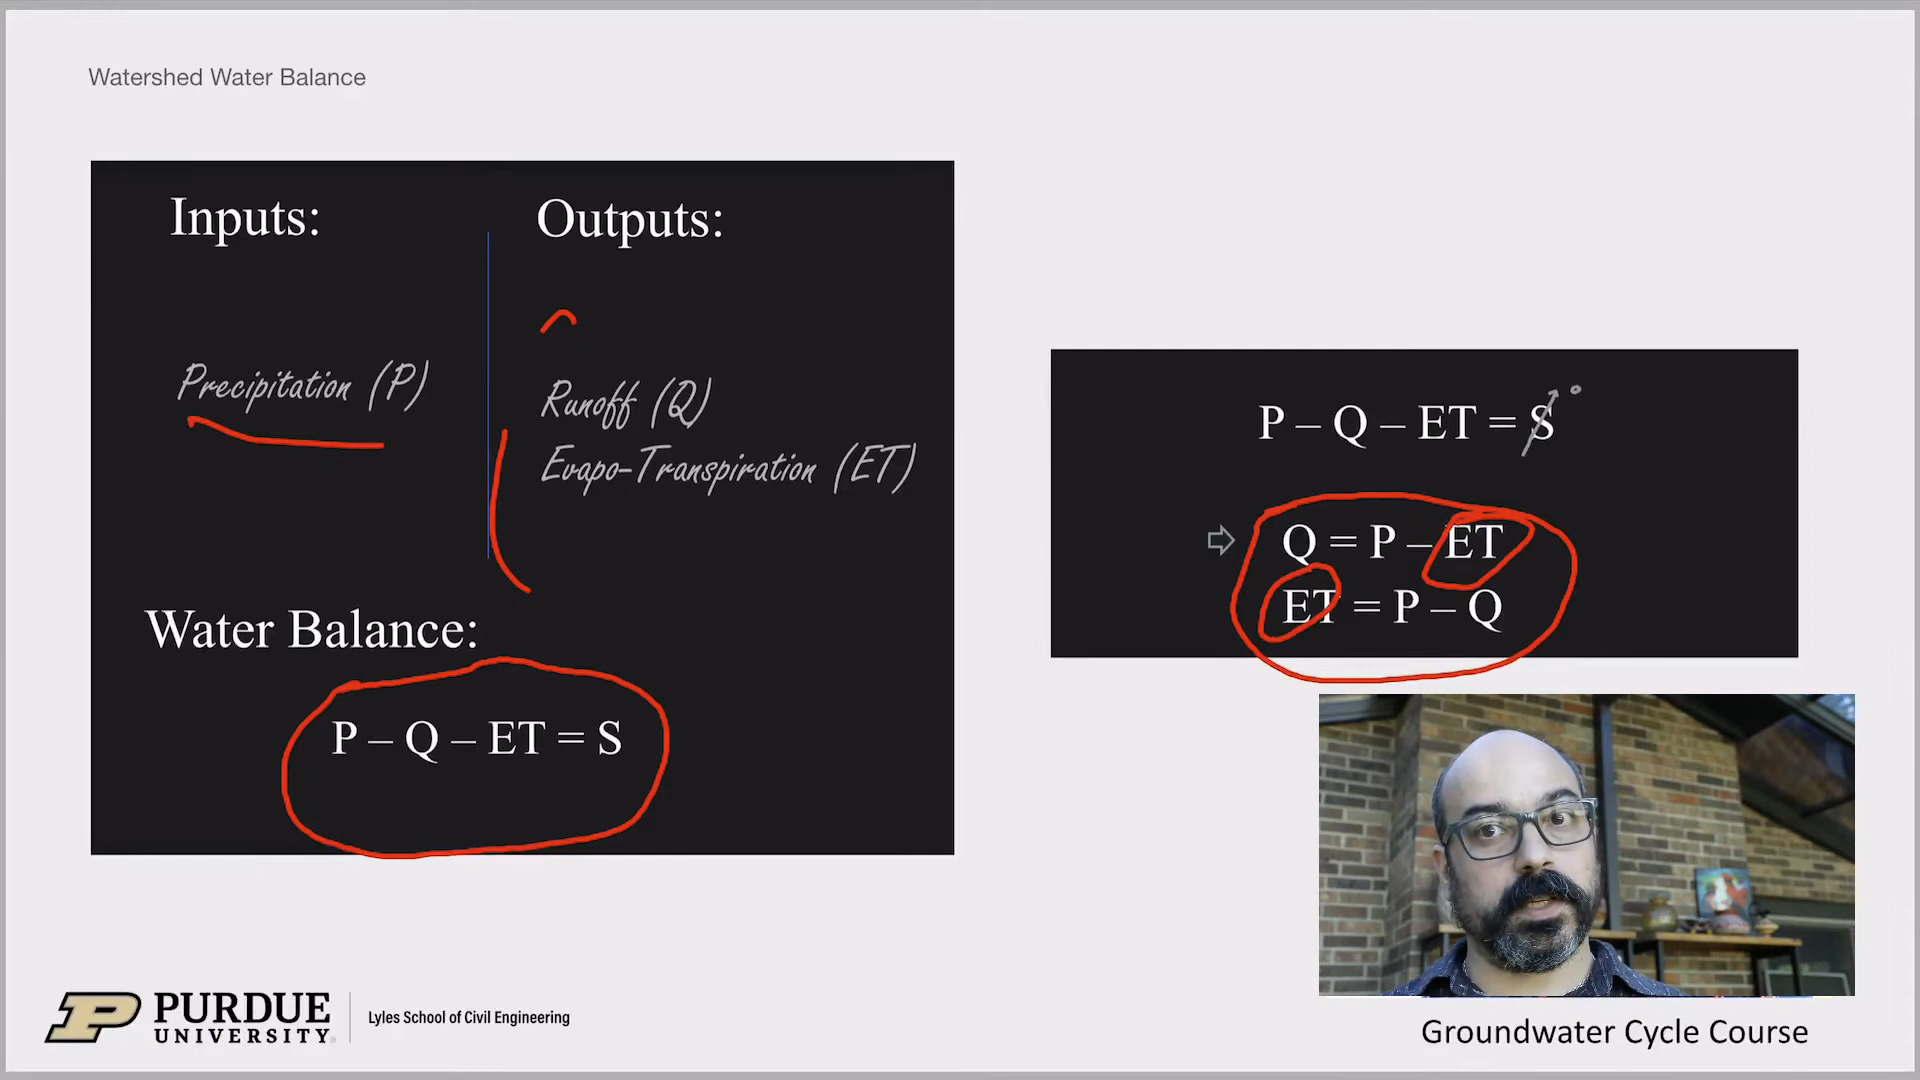 Watershed Water Balance
Inputs:
Outputs:
Precipitation (P)
Runoff (Q)
Evapo-Transpiration (ET)
Water Balance:
P – Q – ET = S
P – Q – ET = S 0
⇨ Q = P – ET
ET = P – Q
P PURDUE UNIVERSITY
Lyles School of Civil Engineering
Groundwater Cycle Course